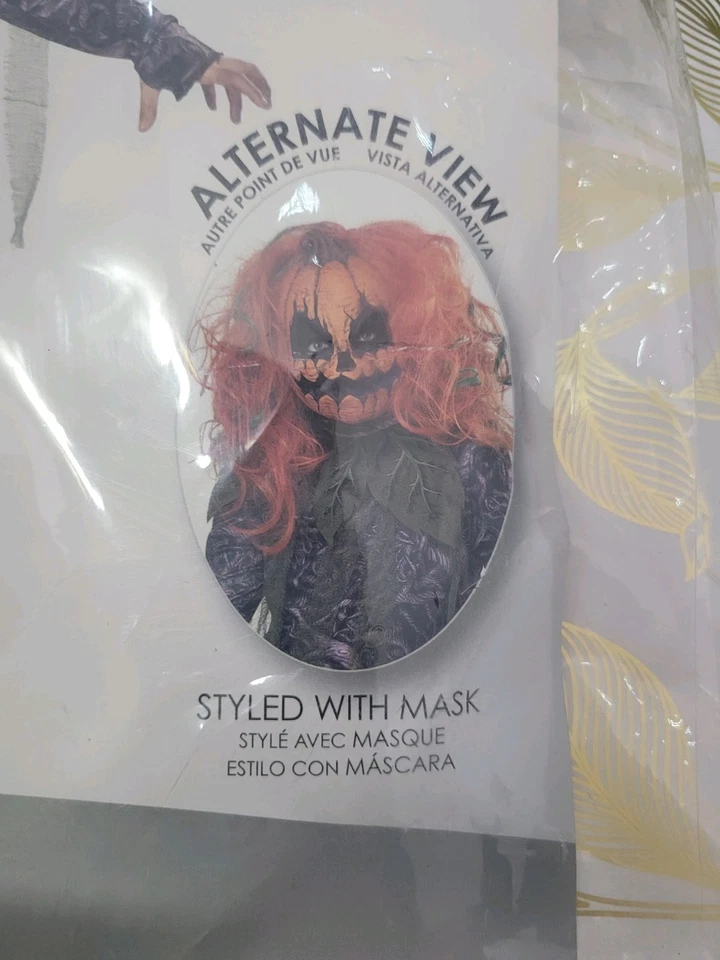 ALTERNATE VIEW
AUTRE POINT DE VUE VISTA ALTERNATIVA
STYLED WITH MASK
STYLÉ AVEC MASQUE
ESTILO CON MÁSCARA